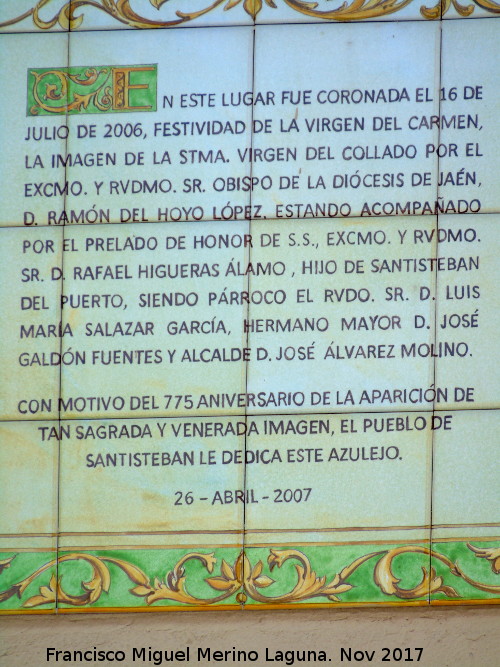 EN ESTE LUGAR FUE CORONADA EL 16 DE
JULIO DE 2006, FESTIVIDAD DE LA VIRGEN DEL CARMEN,
LA IMAGEN DE LA STMA. VIRGEN DEL COLLADO POR EL
EXCMO. Y RVDMO. SR. OBISPO DE LA DIÓCESIS DE JAÉN,
D. RAMÓN DEL HOYO LÓPEZ, ESTANDO ACOMPAÑADO
POR EL PRELADO DE HONOR DE S.S., EXCMO. Y RVDMO.
SR. D. RAFAEL HIGUERAS ÁLAMO, HIJO DE SANTISTEBAN
DEL PUERTO, SIENDO PÁRROCO EL RVDO. SR. D. LUIS
MARÍA SALAZAR GARCÍA, HERMANO MAYOR D. JOSÉ
GALDÓN FUENTES Y ALCALDE D. JOSÉ ÁLVAREZ MOLINO.
CON MOTIVO DEL 775 ANIVERSARIO DE LA APARICIÓN DE
TAN SAGRADA Y VENERADA IMAGEN, EL PUEBLO DE
SANTISTEBAN LE DEDICA ESTE AZULEJO.
26 - ABRIL - 2007
Francisco Miguel Merino Laguna. Nov 2017